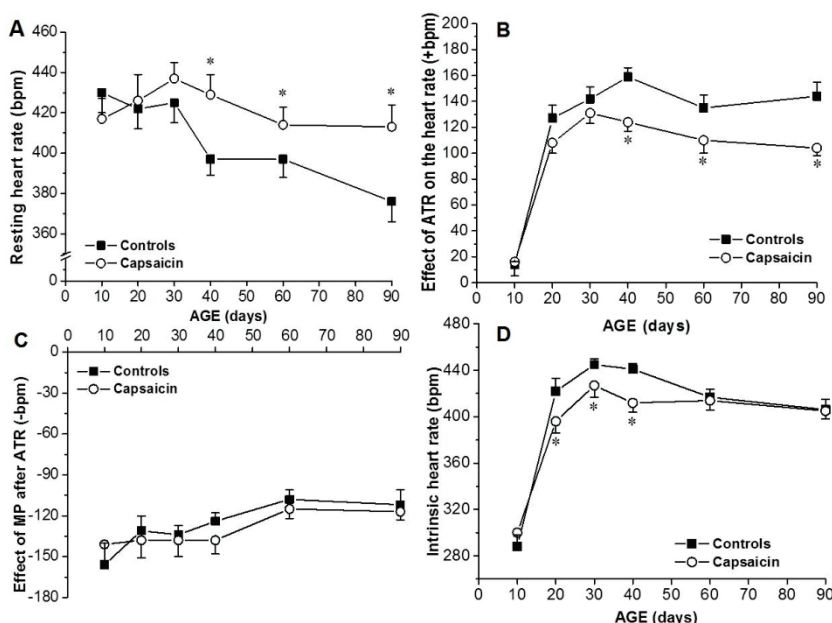 A
Resting heart rate (bpm)
440
420
400
380
360
0
* * *
Controls
Capsaicin
0 10 20 30 40 50 60 70 80 90
AGE (days)
B
Effect of ATR on the heart rate (+bpm)
200
180
160
140
120
100
80
60
40
20
0
* * *
Controls
Capsaicin
0 10 20 30 40 50 60 70 80 90
AGE (days)
C
0 10 20 30 40 50 60 70 80 90
Effect of MP after ATR (-bpm)
0
-30
-60
-90
-120
-150
-180
Controls
Capsaicin
D
Intrinsic heart rate (bpm)
480
440
400
360
320
280
* * *
Controls
Capsaicin
0 10 20 30 40 50 60 70 80 90
AGE (days)